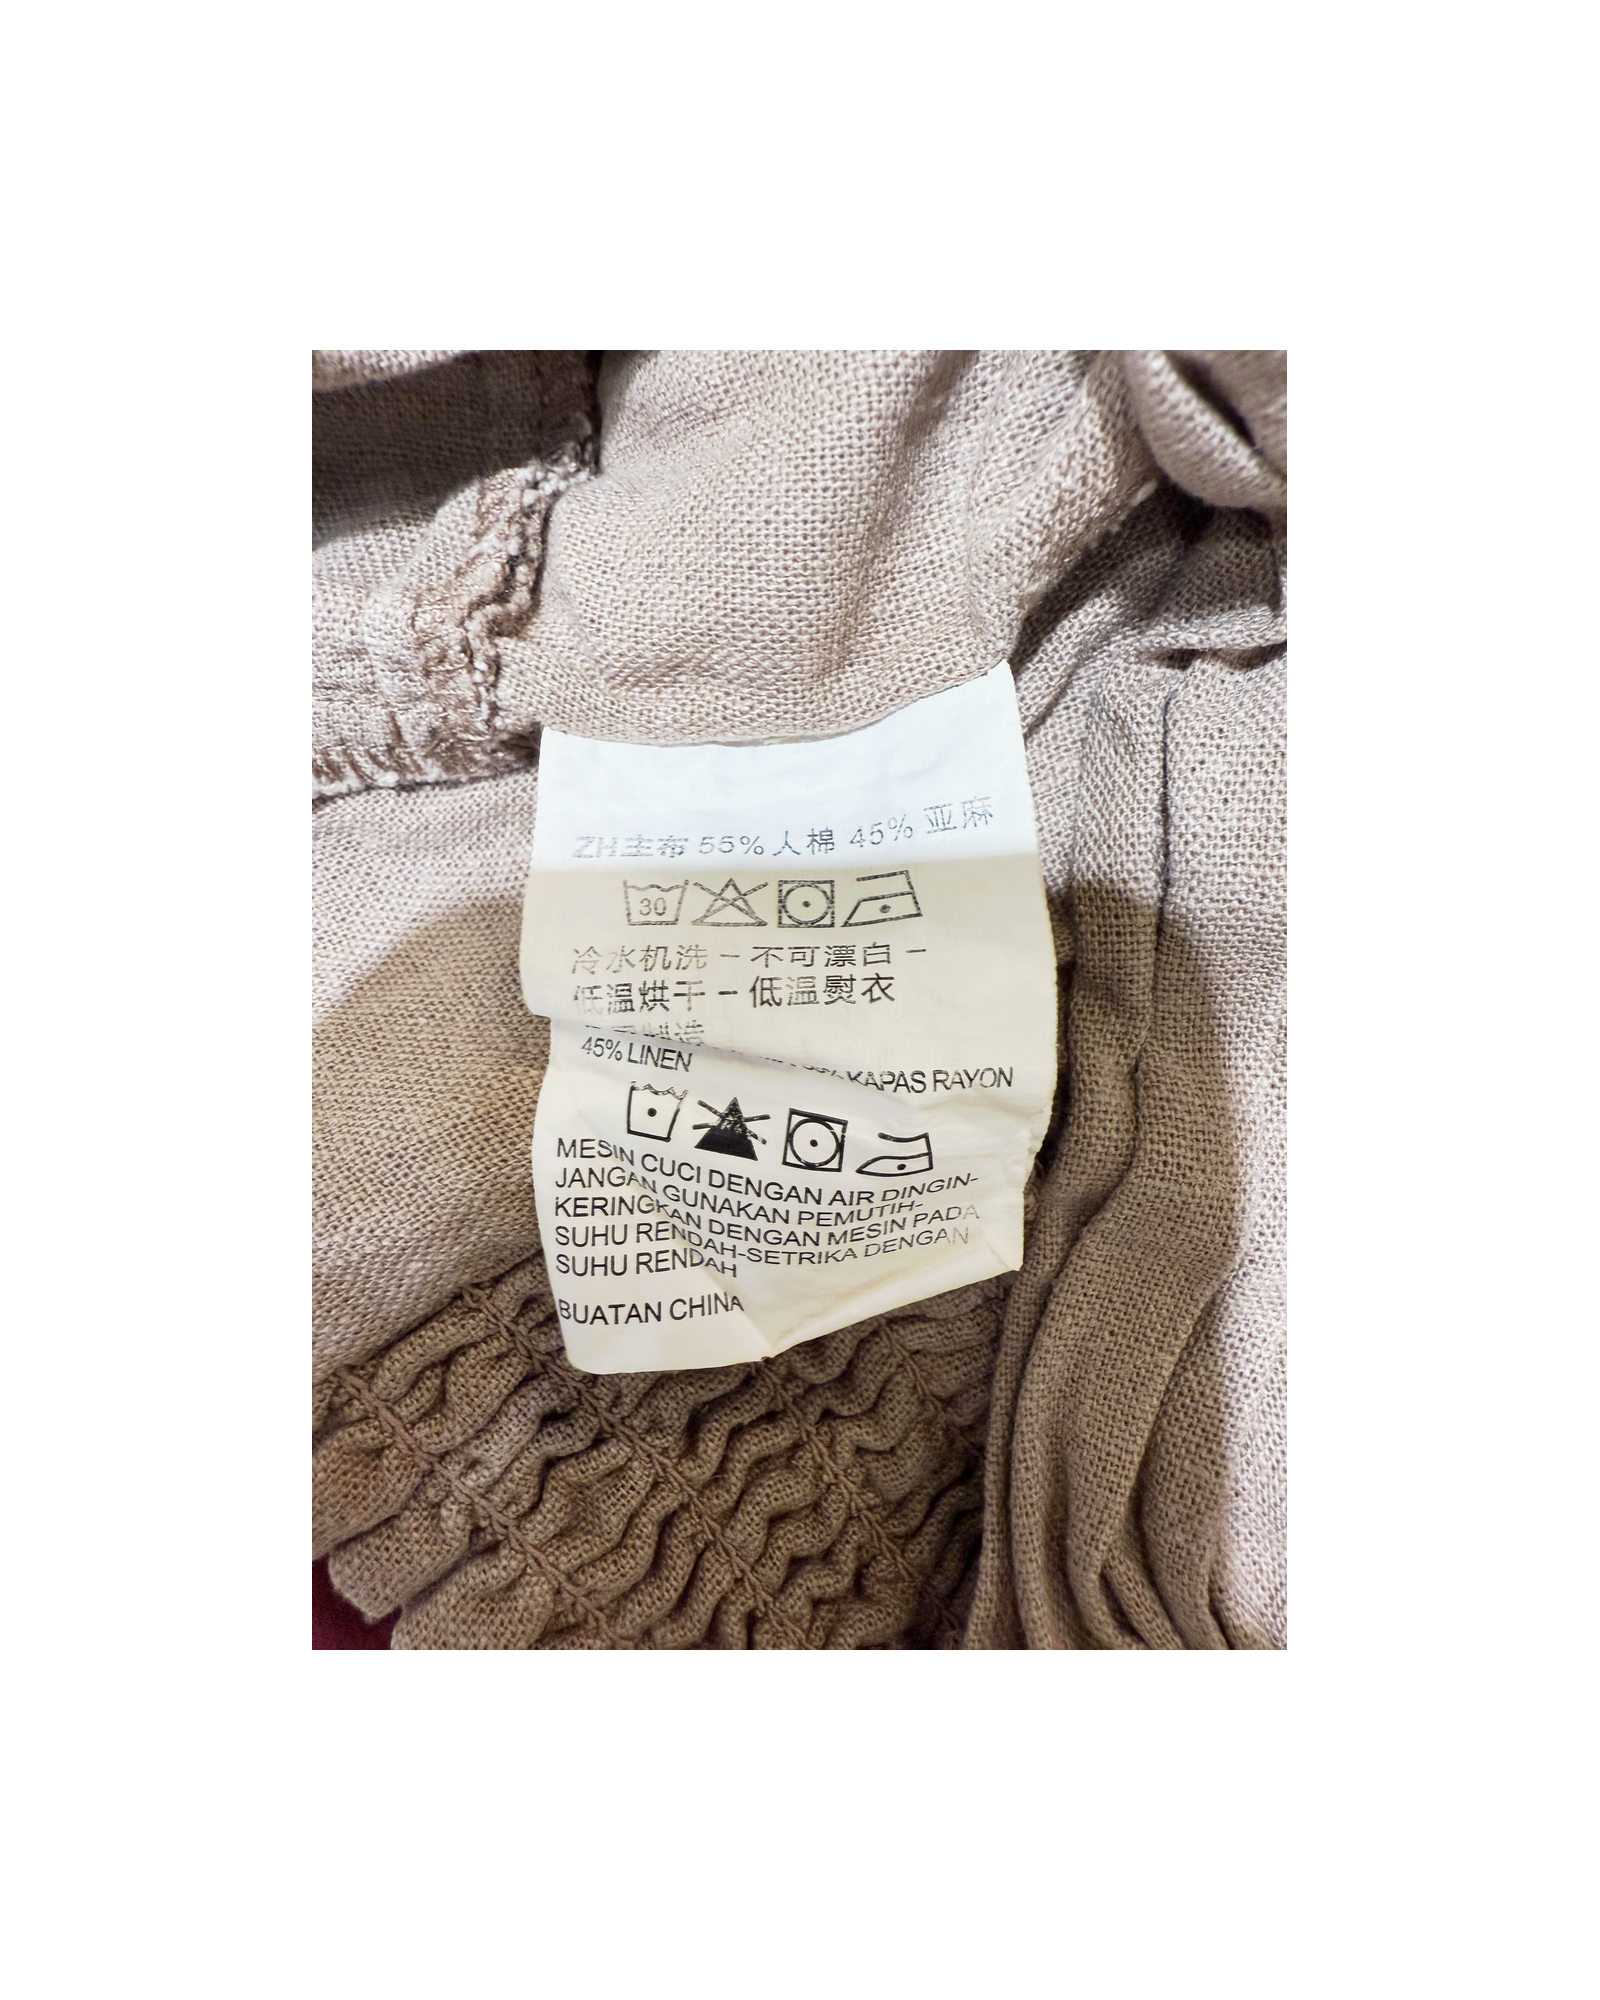 ZH主布 55% 人棉 45% 亚麻
30
冷水机洗 – 不可漂白 –
低温烘干 – 低温熨衣
制造
KAPAS RAYON
45% LINEN
MESIN CUCI DENGAN AIR DINGIN-
JANGAN GUNAKAN PEMUTIH-
KERINGKAN DENGAN MESIN PADA
SUHU RENDAH-SETRIKA DENGAN
SUHU RENDAH
BUATAN CHINA